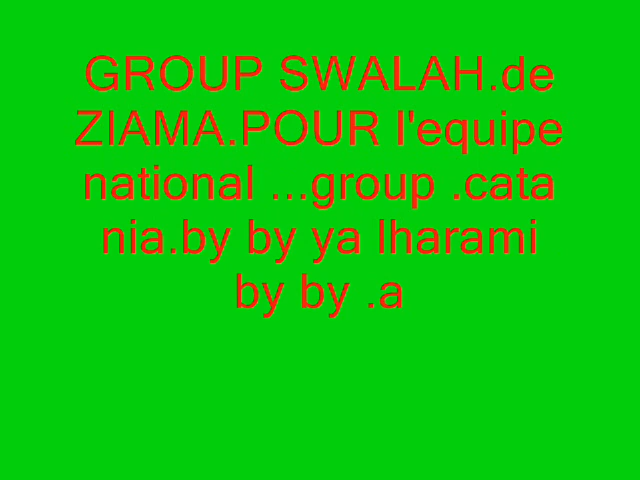 GROUP SWALAH.de
ZIAMA.POUR l'equipe
national ...group .cata
nia.by by ya lharami
by by .a